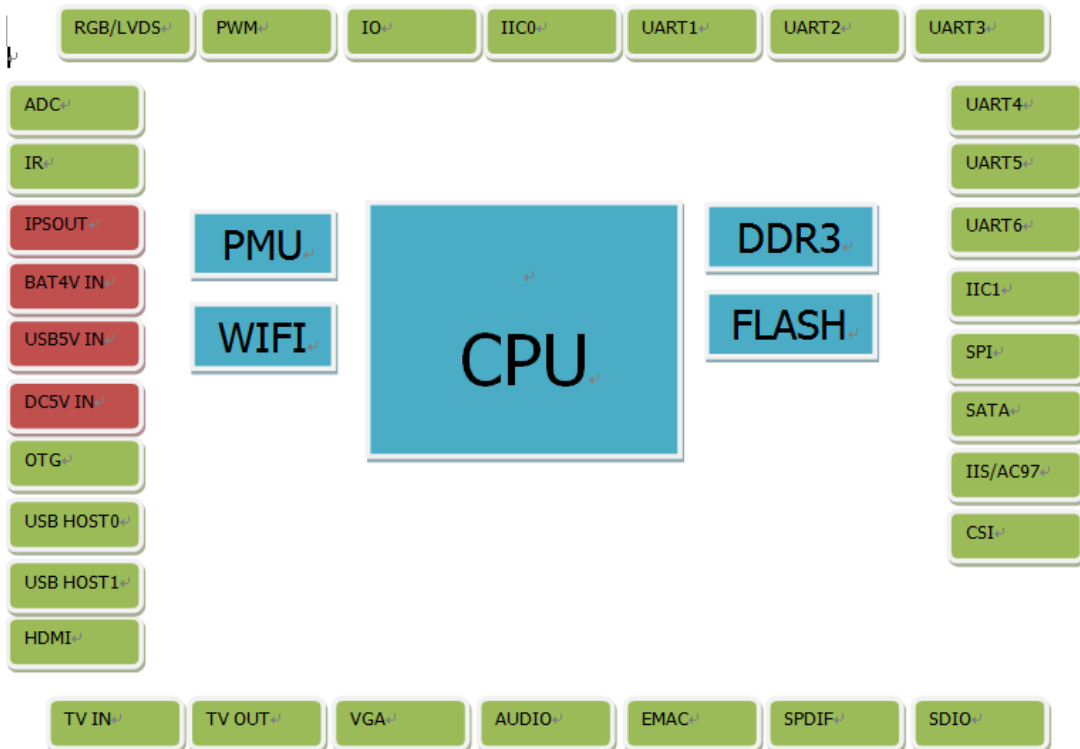 RGB/LVDS
PWM
IO
IIC0
UART1
UART2
UART3
ADC
IR
IPSOUT
BAT4V IN
USB5V IN
DC5V IN
OTG
USB HOST0
USB HOST1
HDMI
PMU
WIFI
CPU
DDR3
FLASH
UART4
UART5
UART6
IIC1
SPI
SATA
IIS/AC97
CSI
TV IN
TV OUT
VGA
AUDIO
EMAC
SPDIF
SDIO